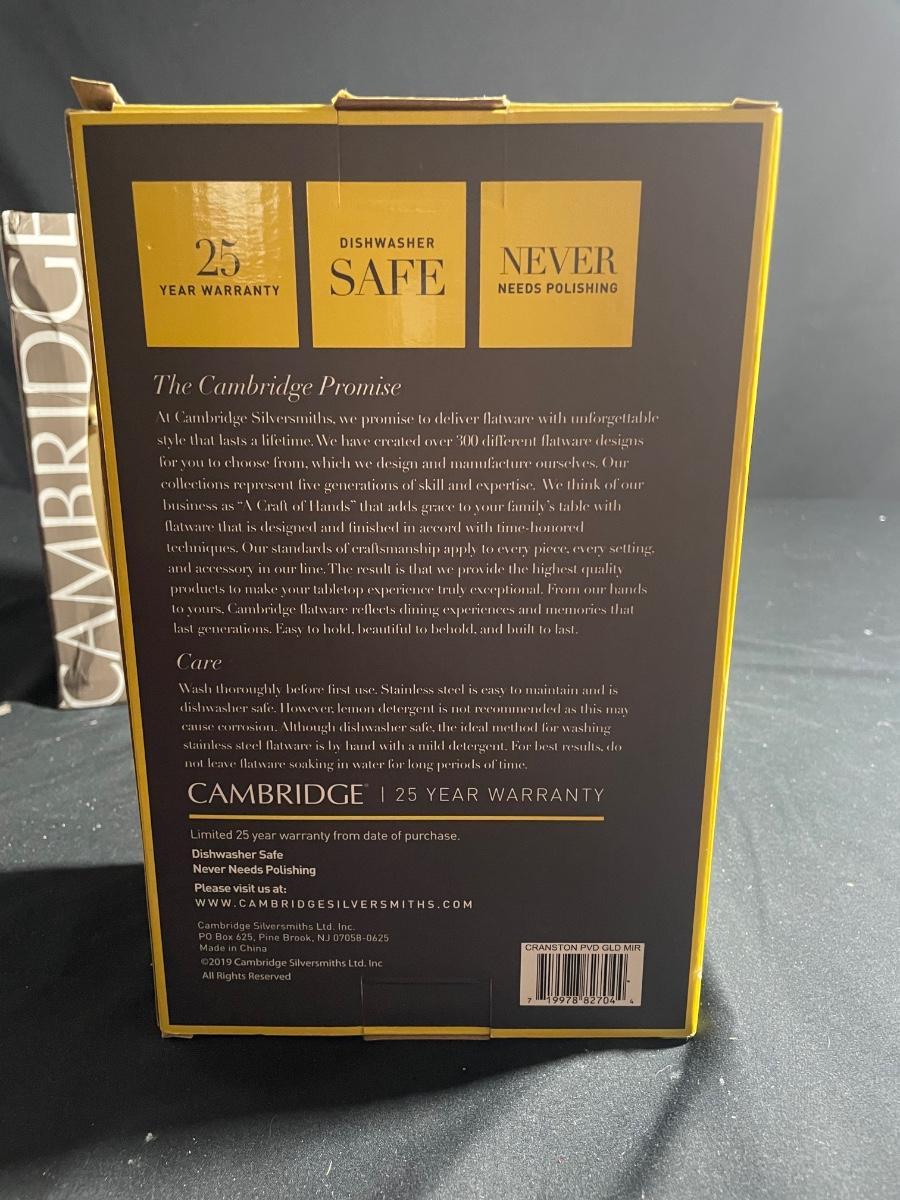 CAMBRIDGE
25
YEAR WARRANTY
DISHWASHER
SAFE
NEVER
NEEDS POLISHING
The Cambridge Promise
At Cambridge Silversmiths, we promise to deliver flatware with unforgettable
style that lasts a lifetime. We have created over 300 different flatware designs
for you to choose from, which we design and manufacture ourselves. Our
collections represent five generations of skill and expertise. We think of our
business as “A Craft of Hands” that adds grace to your family’s table with
flatware that is designed and finished in accord with time-honored
techniques. Our standards of craftsmanship apply to every piece, every setting,
and accessory in our line. The result is that we provide the highest quality
products to make your tabletop experience truly exceptional. From our hands
to yours, Cambridge flatware reflects dining experiences and memories that
last generations. Easy to hold, beautiful to behold, and built to last.
Care
Wash thoroughly before first use. Stainless steel is easy to maintain and is
dishwasher safe. However, lemon detergent is not recommended as this may
cause corrosion. Although dishwasher safe, the ideal method for washing
stainless steel flatware is by hand with a mild detergent. For best results, do
not leave flatware soaking in water for long periods of time.
CAMBRIDGE® | 25 YEAR WARRANTY
Limited 25 year warranty from date of purchase.
Dishwasher Safe
Never Needs Polishing
Please visit us at:
WWW.CAMBRIDGESILVERSMITHS.COM
Cambridge Silversmiths Ltd. Inc.
PO Box 625, Pine Brook, NJ 07058-0625
Made in China
©2019 Cambridge Silversmiths Ltd. Inc
All Rights Reserved
CRANSTON PVD GLD MIR
7 19978 82704 4